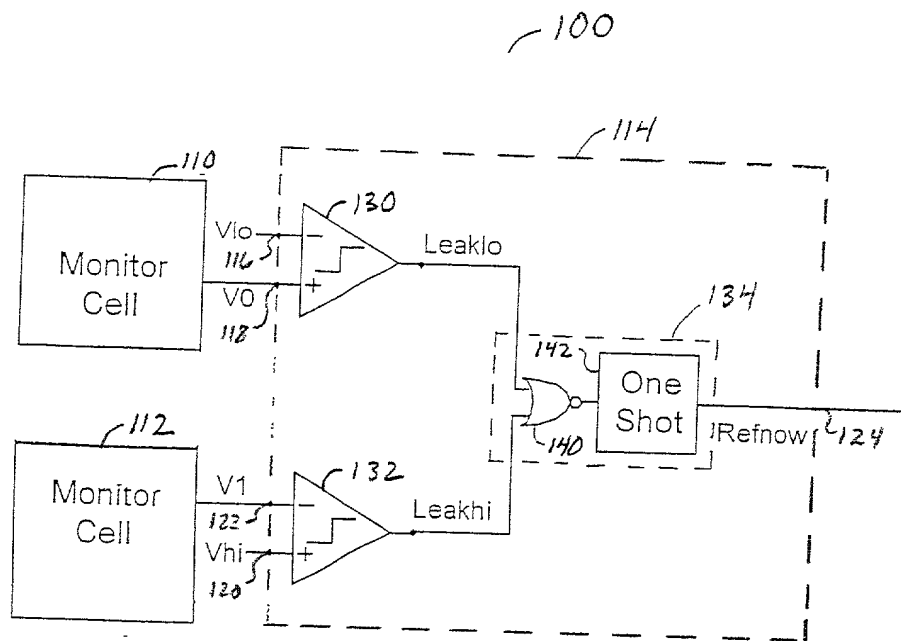 100
114
110
130
Vlo
−
116
Leaklo
Monitor
Cell
+
V0
118
134
142
One
Shot
140
Refnow
124
112
132
Monitor
Cell
V1
−
122
Leakhi
Vhi
+
120